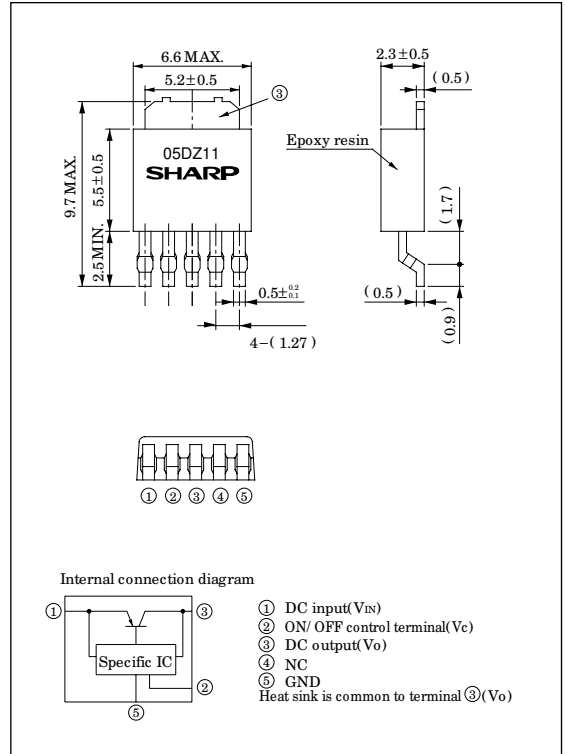 6.6 MAX.
5.2±0.5
③
2.3±0.5
(0.5)
Epoxy resin
05DZ11
SHARP
9.7 MAX.
5.5±0.5
2.5 MIN.
(1.7)
0.5±0.2 0.1
(0.5)
(0.9)
4−(1.27)
① ② ③ ④ ⑤
Internal connection diagram
①
③
Specific IC
②
⑤
① DC input(VIN)
② ON/OFF control terminal(Vc)
③ DC output(Vo)
④ NC
⑤ GND
Heat sink is common to terminal ③(Vo)